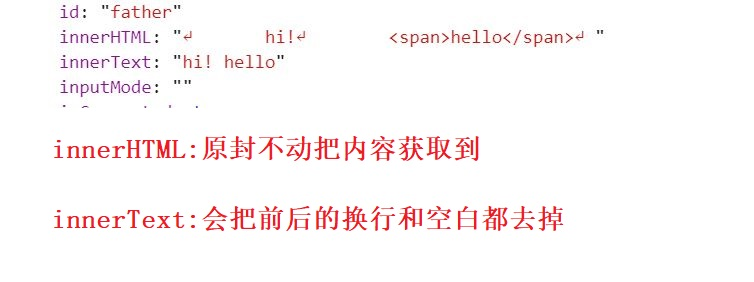 id: "father"
innerHTML: "↵        hi!↵        <span>hello</span>↵ "
innerText: "hi! hello"
inputMode: ""
innerHTML:原封不动把内容获取到
innerText:会把前后的换行和空白都去掉